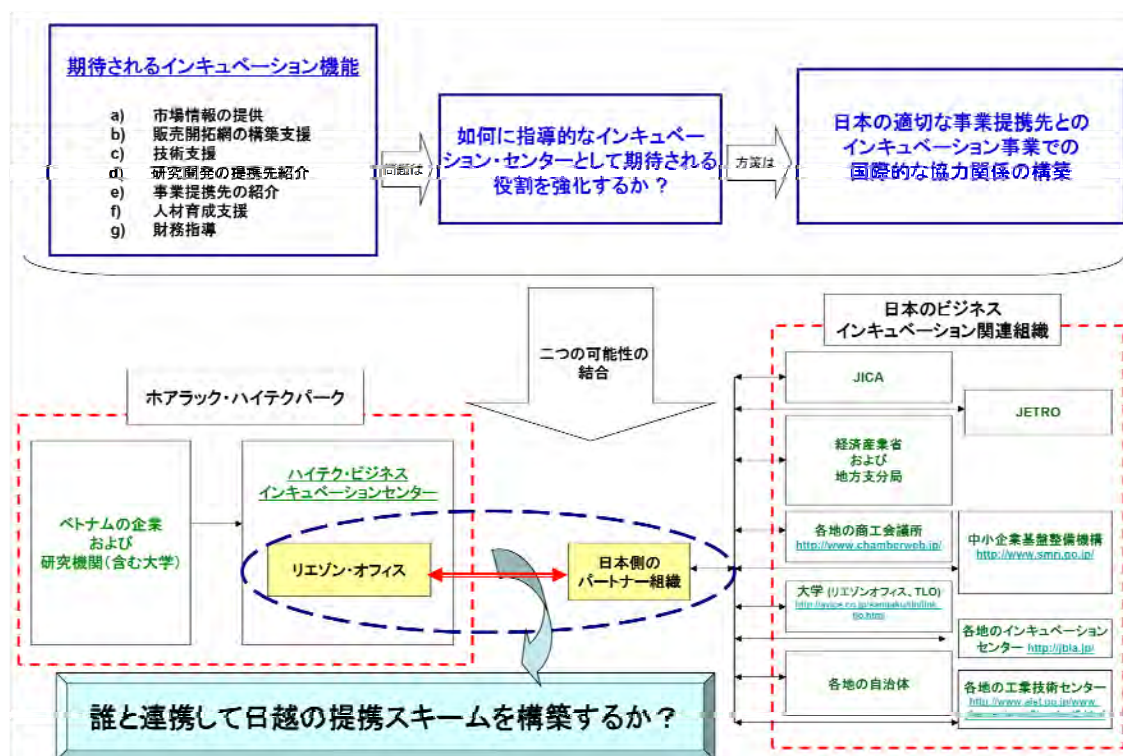 期待されるインキュベーション機能
a) 市場情報の提供
b) 販売開拓網の構築支援
c) 技術支援
d) 研究開発の提携先紹介
e) 事業提携先の紹介
f) 人材育成支援
g) 財務指導
問題は
如何に指導的なインキュベー
ション・センターとして期待される
役割を強化するか？
方策は
日本の適切な事業提携先との
インキュベーション事業での
国際的な協力関係の構築
二つの可能性の
結合
ホアラック・ハイテクパーク
ベトナムの企業
および
研究機関(含む大学)
ハイテク・ビジネス
インキュベーションセンター
リエゾン・オフィス
日本側の
パートナー組織
日本のビジネス
インキュベーション関連組織
JICA
JETRO
経済産業省
および
地方支分局
各地の商工会議所
http://www.chamberweb.jp/
中小企業基盤整備機構
http://www.smrj.go.jp/
大学 (リエゾンオフィス、TLO)
各地のインキュベーション
センター http://jbia.jp/
各地の自治体
各地の工業技術センター
誰と連携して日越の提携スキームを構築するか？